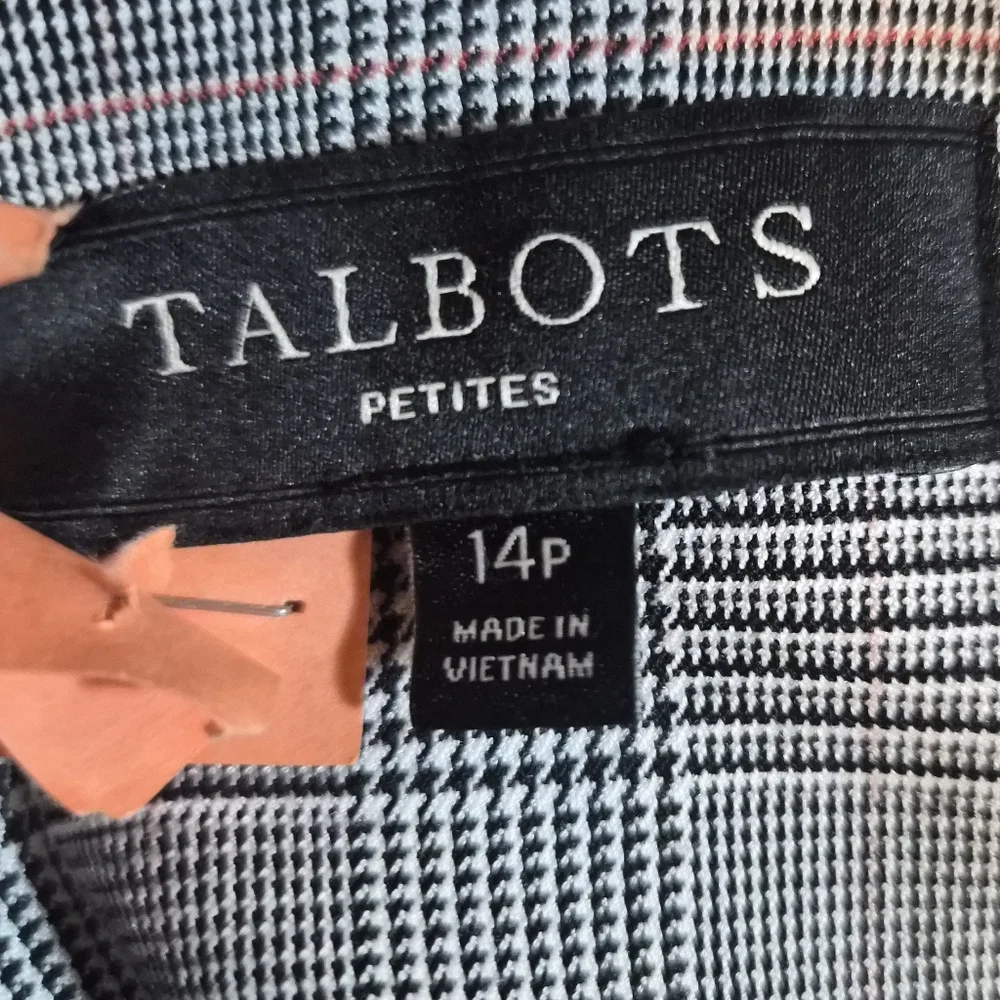 TALBOTS
PETITES
14P
MADE IN
VIETNAM